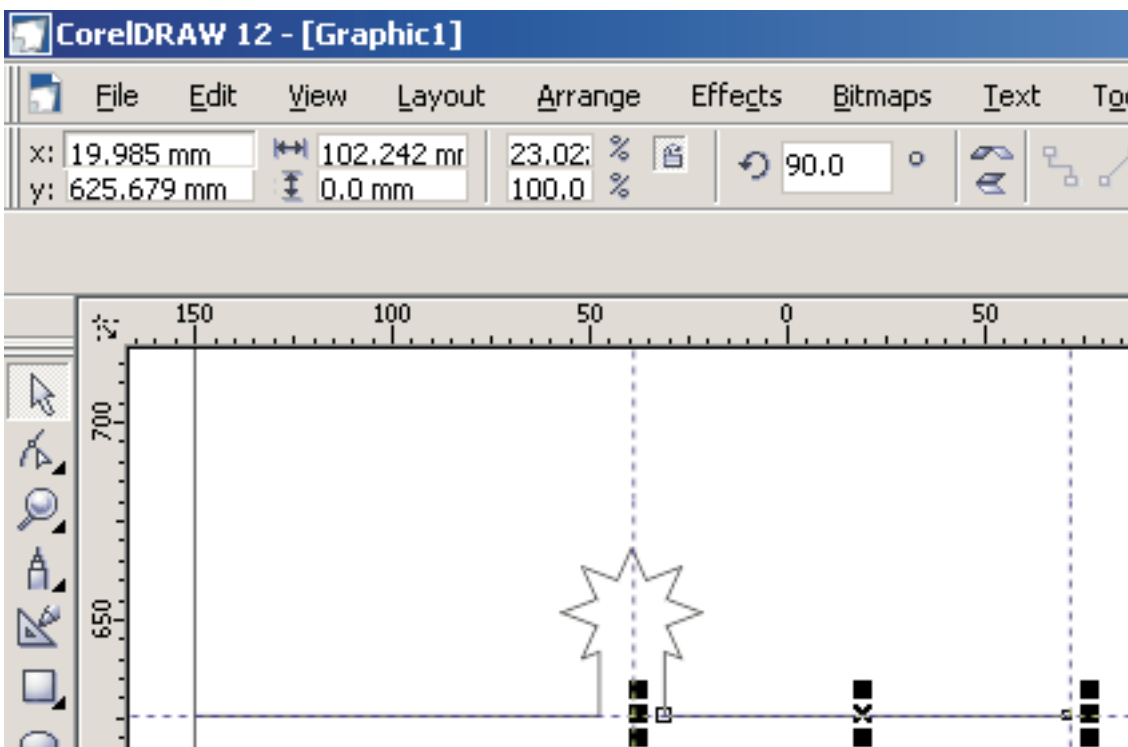 CorelDRAW 12 - [Graphic1]
File Edit View Layout Arrange Effects Bitmaps Text
x: 19.985 mm 102.242 23.02 % 90.0 °
y: 625.679 mm 0.0 mm 100.0 %
150 100 50 0 50
700
650